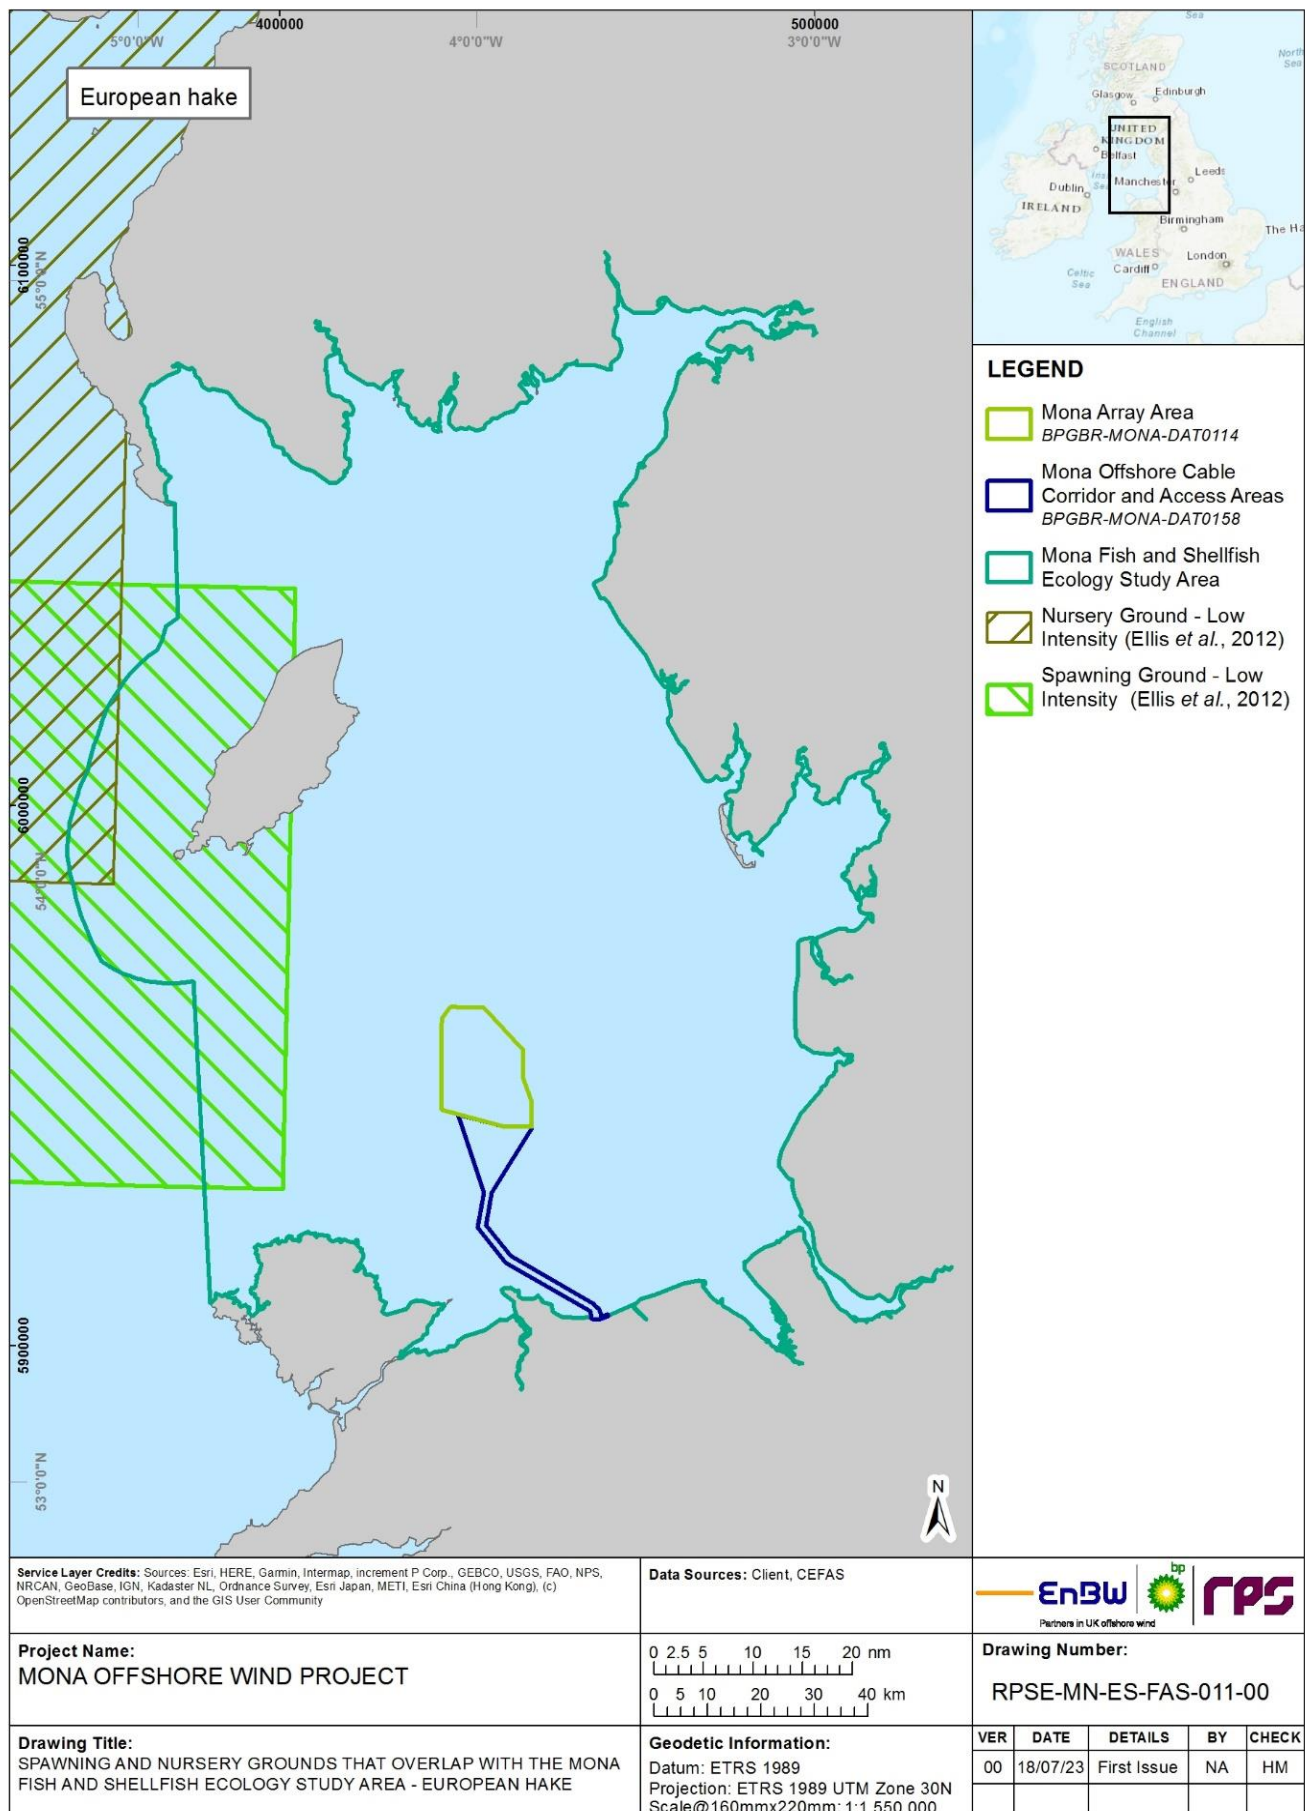 400000
500000
5°0'0"W
4°0'0"W
3°0'0"W
European hake
6100000
55°0'0"N
6000000
54°0'0"N
5900000
53°0'0"N
N
Sea
North
Sea
SCOTLAND
Glasgow
Edinburgh
UNITED
KINGDOM
Belfast
Leeds
Dublin
Manchester
IRELAND
Birmingham
The Ha
WALES
London
Cardiff
Celtic
Sea
ENGLAND
English
Channel
LEGEND
Mona Array Area
BPGBR-MONA-DAT0114
Mona Offshore Cable
Corridor and Access Areas
BPGBR-MONA-DAT0158
Mona Fish and Shellfish
Ecology Study Area
Nursery Ground - Low
Intensity (Ellis et al., 2012)
Spawning Ground - Low
Intensity (Ellis et al., 2012)
Service Layer Credits: Sources: Esri, HERE, Garmin, Intermap, increment P Corp., GEBCO, USGS, FAO, NPS,
NRCAN, GeoBase, IGN, Kadaster NL, Ordnance Survey, Esri Japan, METI, Esri China (Hong Kong), (c)
OpenStreetMap contributors, and the GIS User Community
Data Sources: Client, CEFAS
EnBW
bp
rps
Partners in UK offshore wind
Project Name:
MONA OFFSHORE WIND PROJECT
0 2.5 5 10 15 20 nm
0 5 10 20 30 40 km
Drawing Number:
RPSE-MN-ES-FAS-011-00
Drawing Title:
SPAWNING AND NURSERY GROUNDS THAT OVERLAP WITH THE MONA
FISH AND SHELLFISH ECOLOGY STUDY AREA - EUROPEAN HAKE
Geodetic Information:
Datum: ETRS 1989
Projection: ETRS 1989 UTM Zone 30N
Scale@160mmx220mm: 1:1,550,000
VER DATE DETAILS BY CHECK
00 18/07/23 First Issue NA HM